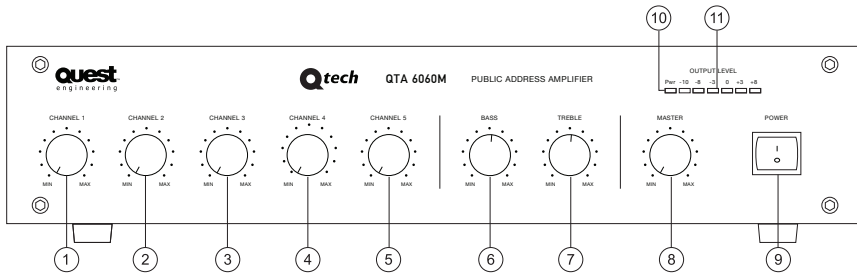 10 11
OUTPUT LEVEL
Pwr -10 -8 -3 0 +3 +8
Quest
engineering
Qtech QTA 6060M PUBLIC ADDRESS AMPLIFIER
CHANNEL 1 CHANNEL 2 CHANNEL 3 CHANNEL 4 CHANNEL 5 BASS TREBLE MASTER POWER
I
O
MIN MAX MIN MAX MIN MAX MIN MAX MIN MAX MIN MAX MIN MAX MIN MAX
1 2 3 4 5 6 7 8 9